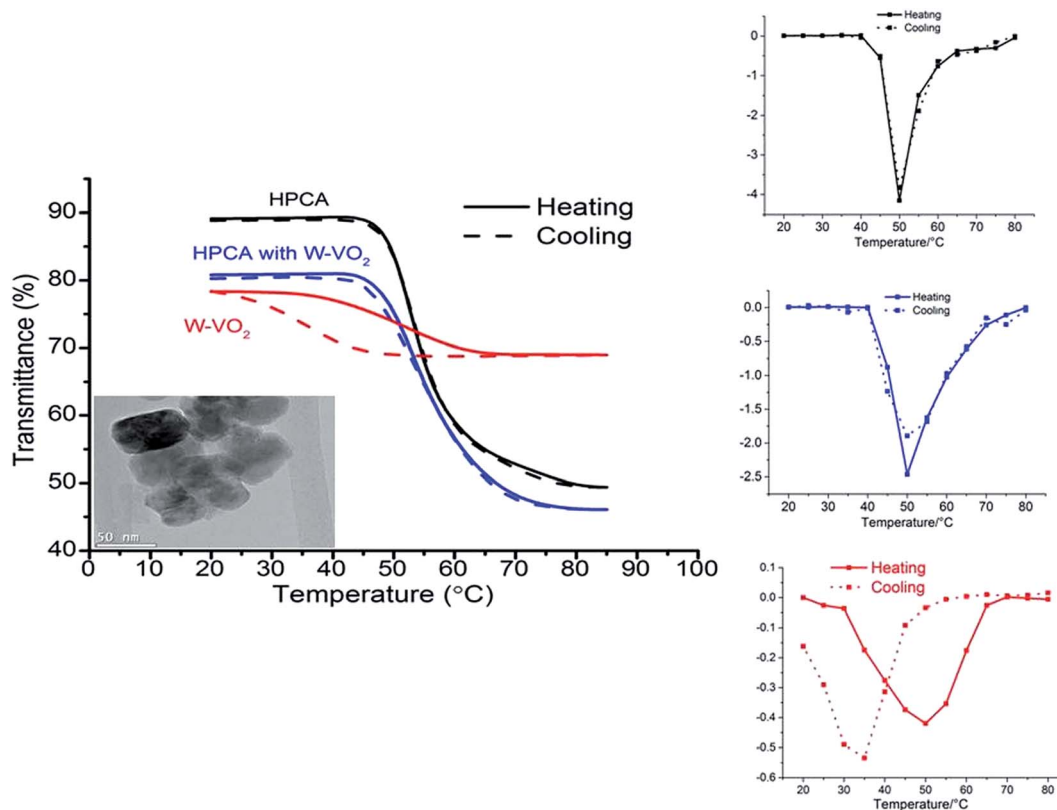 HPCA
HPCA with W-VO₂
W-VO₂
Heating
Cooling
Transmittance (%)
90
80
70
60
50
40
50 nm
0 10 20 30 40 50 60 70 80 90 100
Temperature (°C)
Heating
Cooling
0
-1
-2
-3
-4
20 30 40 50 60 70 80
Temperature/°C
Heating
Cooling
0.0
-0.5
-1.0
-1.5
-2.0
-2.5
20 30 40 50 60 70 80
Temperature/°C
Heating
Cooling
0.1
0.0
-0.1
-0.2
-0.3
-0.4
-0.5
-0.6
20 30 40 50 60 70 80
Temperature/°C